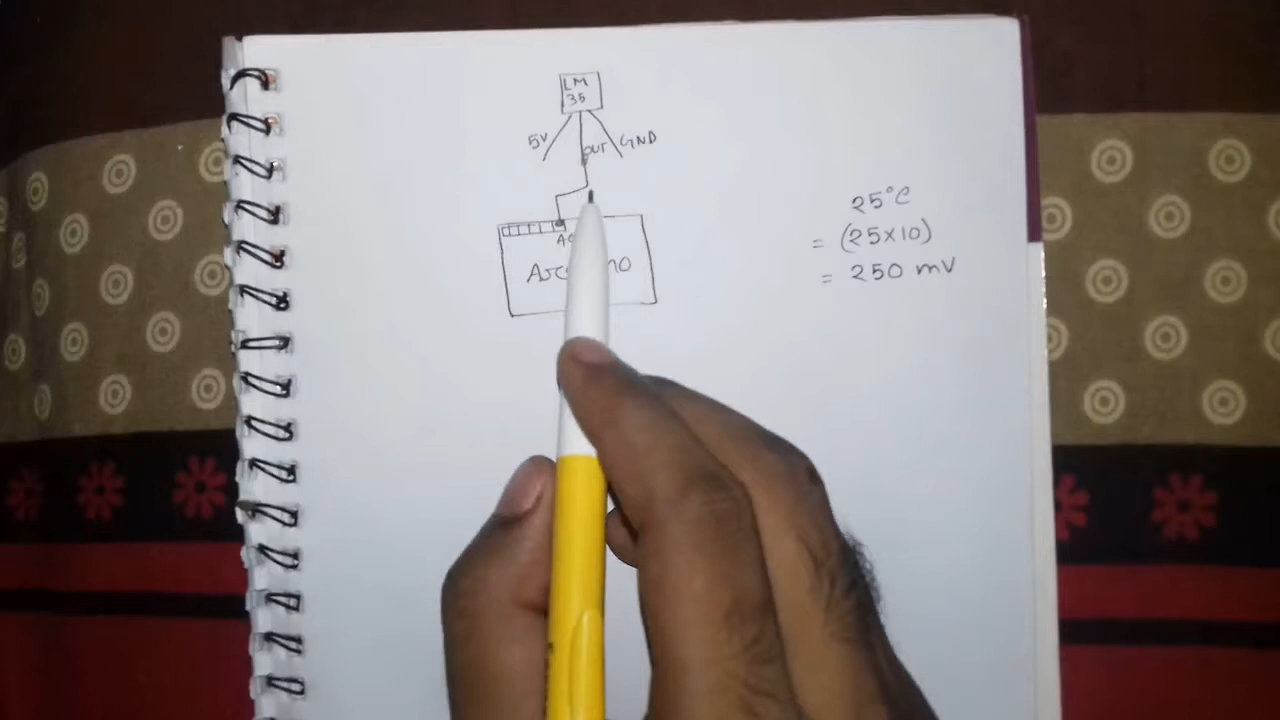 LM
35
5V
OUT
GND
25°C
= (25×10)
= 250 mV